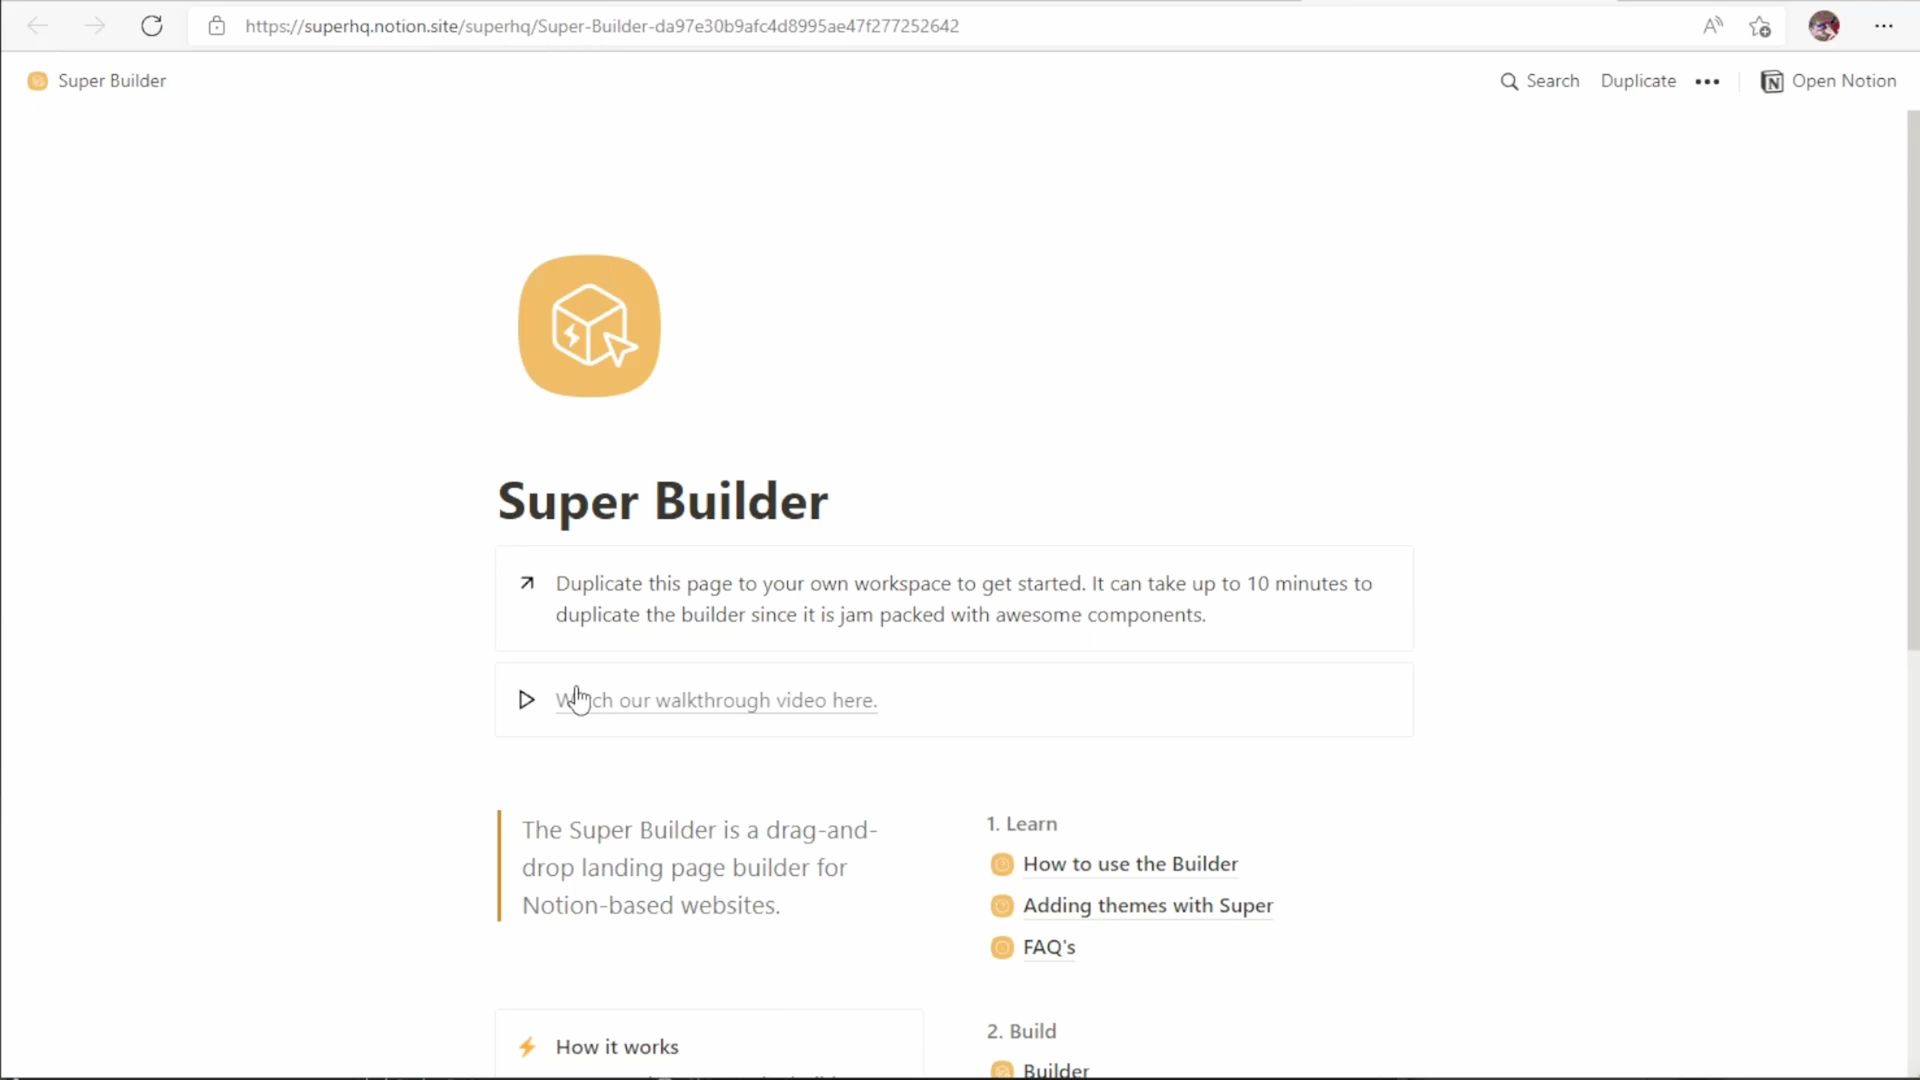 https://superhq.notion.site/superhq/Super-Builder-da97e30b9afc4d8995ae47f277252642
Super Builder
Search Duplicate Open Notion
Super Builder
Duplicate this page to your own workspace to get started. It can take up to 10 minutes to
duplicate the builder since it is jam packed with awesome components.
Watch our walkthrough video here.
The Super Builder is a drag-and-
drop landing page builder for
Notion-based websites.
1. Learn
How to use the Builder
Adding themes with Super
FAQ's
How it works
2. Build
Builder